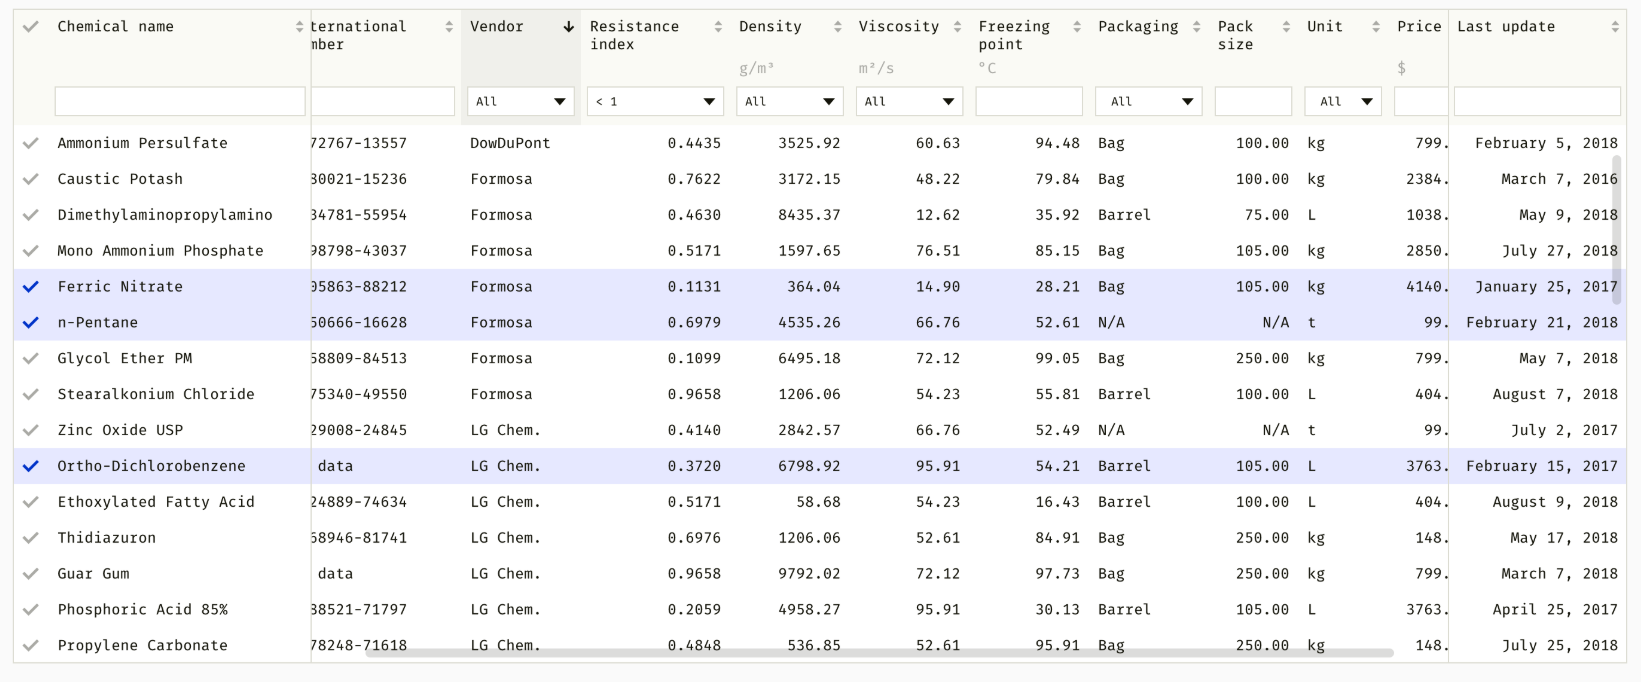 Chemical name ternational Vendor Resistance Density Viscosity Freezing Packaging Pack Unit Price Last update
mber index point size
g/m³ m²/s °C $
All < 1 All All All All
Ammonium Persulfate 72767-13557 DowDuPont 0.4435 3525.92 60.63 94.48 Bag 100.00 kg 799. February 5, 2018
Caustic Potash 80021-15236 Formosa 0.7622 3172.15 48.22 79.84 Bag 100.00 kg 2384. March 7, 2016
Dimethylaminopropylamino 34781-55954 Formosa 0.4630 8435.37 12.62 35.92 Barrel 75.00 L 1038. May 9, 2018
Mono Ammonium Phosphate 98798-43037 Formosa 0.5171 1597.65 76.51 85.15 Bag 105.00 kg 2850. July 27, 2018
Ferric Nitrate 05863-88212 Formosa 0.1131 364.04 14.90 28.21 Bag 105.00 kg 4140. January 25, 2017
n-Pentane 50666-16628 Formosa 0.6979 4535.26 66.76 52.61 N/A N/A t 99. February 21, 2018
Glycol Ether PM 58809-84513 Formosa 0.1099 6495.18 72.12 99.05 Bag 250.00 kg 799. May 7, 2018
Stearalkonium Chloride 75340-49550 Formosa 0.9658 1206.06 54.23 55.81 Barrel 100.00 L 404. August 7, 2018
Zinc Oxide USP 29008-24845 LG Chem. 0.4140 2842.57 66.76 52.49 N/A N/A t 99. July 2, 2017
Ortho-Dichlorobenzene data LG Chem. 0.3720 6798.92 95.91 54.21 Barrel 105.00 L 3763. February 15, 2017
Ethoxylated Fatty Acid 24889-74634 LG Chem. 0.5171 58.68 54.23 16.43 Barrel 100.00 L 404. August 9, 2018
Thidiazuron 68946-81741 LG Chem. 0.6976 1206.06 52.61 84.91 Bag 250.00 kg 148. May 17, 2018
Guar Gum data LG Chem. 0.9658 9792.02 72.12 97.73 Bag 250.00 kg 799. March 7, 2018
Phosphoric Acid 85% 38521-71797 LG Chem. 0.2059 4958.27 95.91 30.13 Barrel 105.00 L 3763. April 25, 2017
Propylene Carbonate 78248-71618 LG Chem. 0.4848 536.85 52.61 95.91 Bag 250.00 kg 148. July 25, 2018